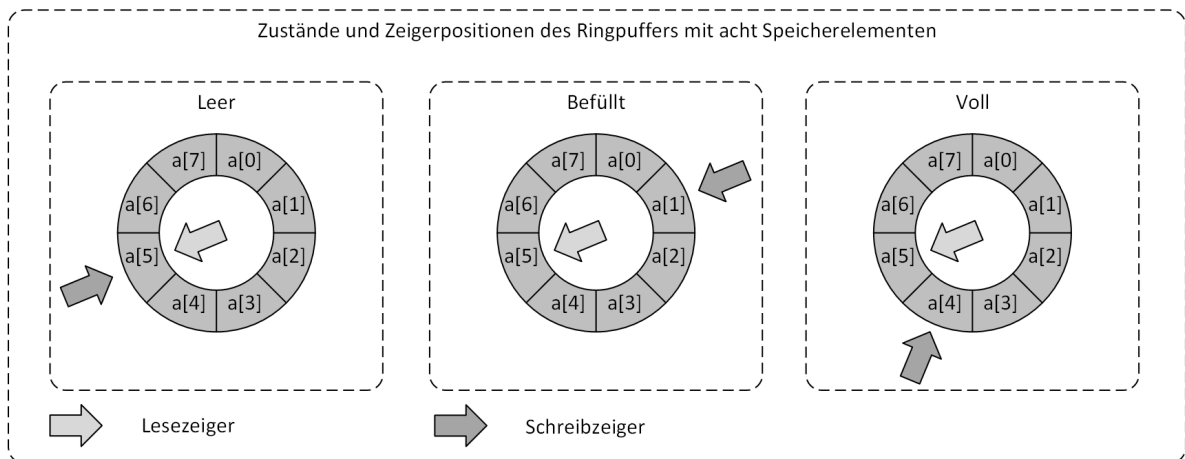 Zustände und Zeigerpositionen des Ringpuffers mit acht Speicherelementen
Leer
a[7] a[0]
a[6] a[1]
a[5] a[2]
a[4] a[3]
Befüllt
a[7] a[0]
a[6] a[1]
a[5] a[2]
a[4] a[3]
Voll
a[7] a[0]
a[6] a[1]
a[5] a[2]
a[4] a[3]
Lesezeiger
Schreibzeiger